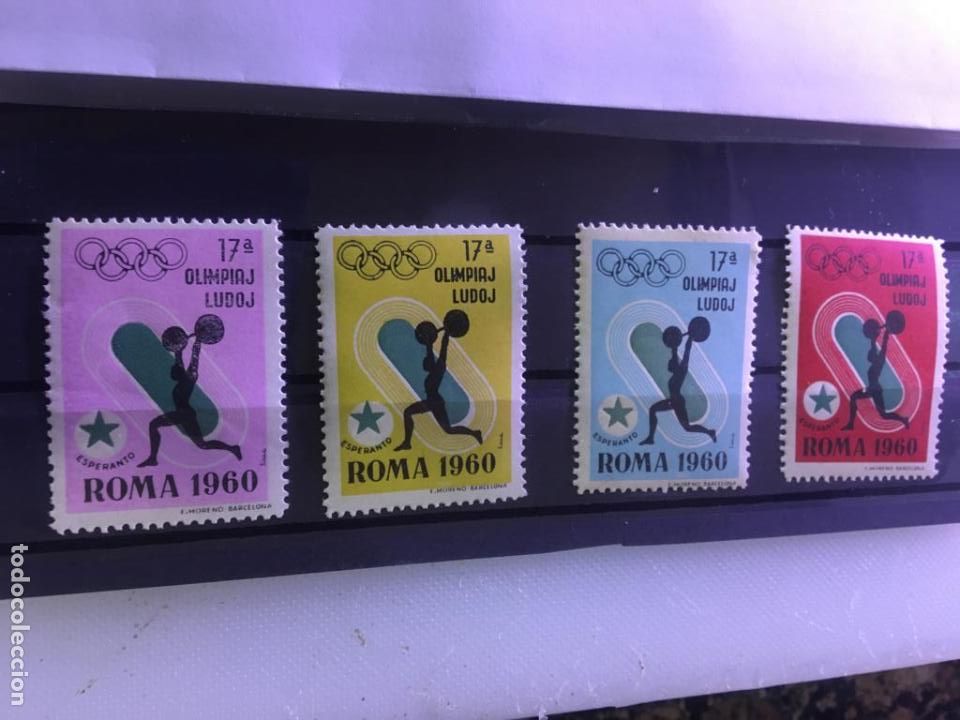 17ª
OLIMPIAJ
LUDOJ
ESPERANTO
ROMA 1960
E.MORENO-BARCELONA
17ª
OLIMPIAJ
LUDOJ
ESPERANTO
ROMA 1960
E.MORENO-BARCELONA
17ª
OLIMPIAJ
LUDOJ
ESPERANTO
ROMA 1960
E.MORENO-BARCELONA
17ª
OLIMPIAJ
LUDOJ
ESPERANTO
ROMA 1960
E.MORENO-BARCELONA
todocoleccion